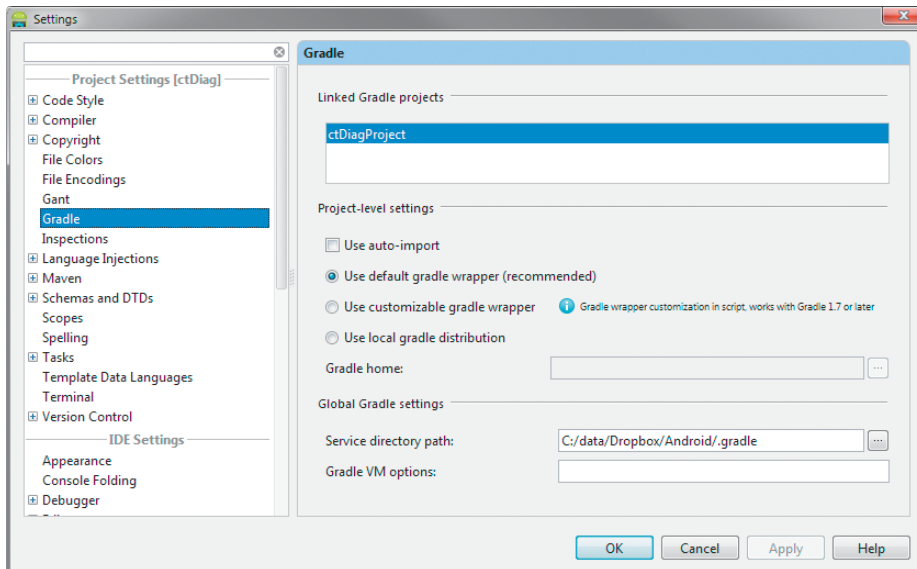 Settings
Project Settings [ctDiag]
Code Style
Compiler
Copyright
File Colors
File Encodings
Gant
Gradle
Inspections
Language Injections
Maven
Schemas and DTDs
Scopes
Spelling
Tasks
Template Data Languages
Terminal
Version Control
IDE Settings
Appearance
Console Folding
Debugger
Gradle
Linked Gradle projects
ctDiagProject
Project-level settings
Use auto-import
Use default gradle wrapper (recommended)
Use customizable gradle wrapper
Gradle wrapper customization in script, works with Gradle 1.7 or later
Use local gradle distribution
Gradle home:
...
Global Gradle settings
Service directory path:
C:/data/Dropbox/Android/.gradle
...
Gradle VM options:
OK
Cancel
Apply
Help